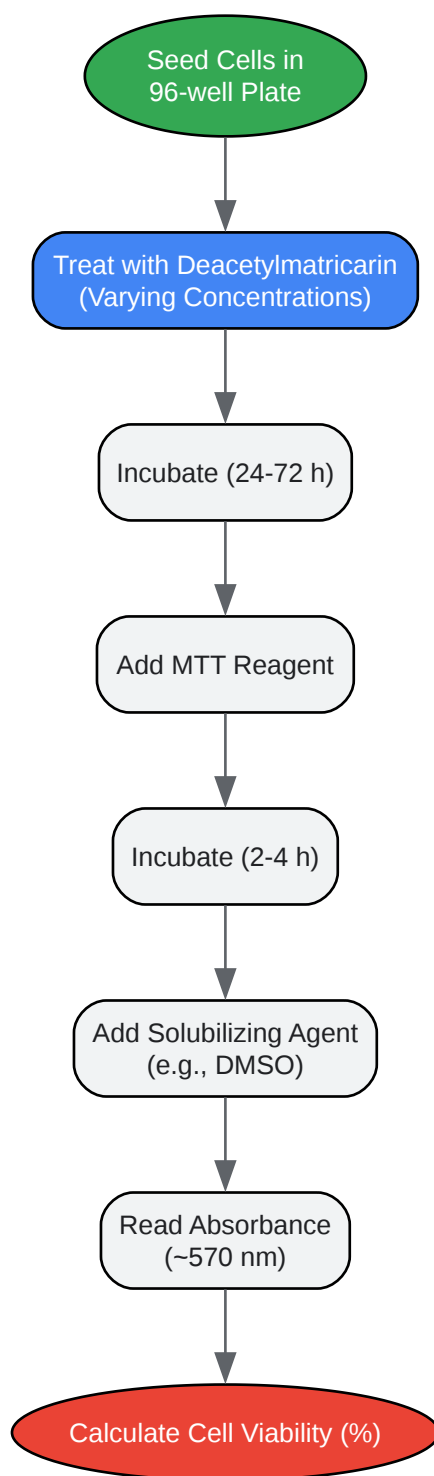 Seed Cells in
96-well Plate
Treat with Deacetylmatricarin
(Varying Concentrations)
Incubate (24-72 h)
Add MTT Reagent
Incubate (2-4 h)
Add Solubilizing Agent
(e.g., DMSO)
Read Absorbance
(~570 nm)
Calculate Cell Viability (%)